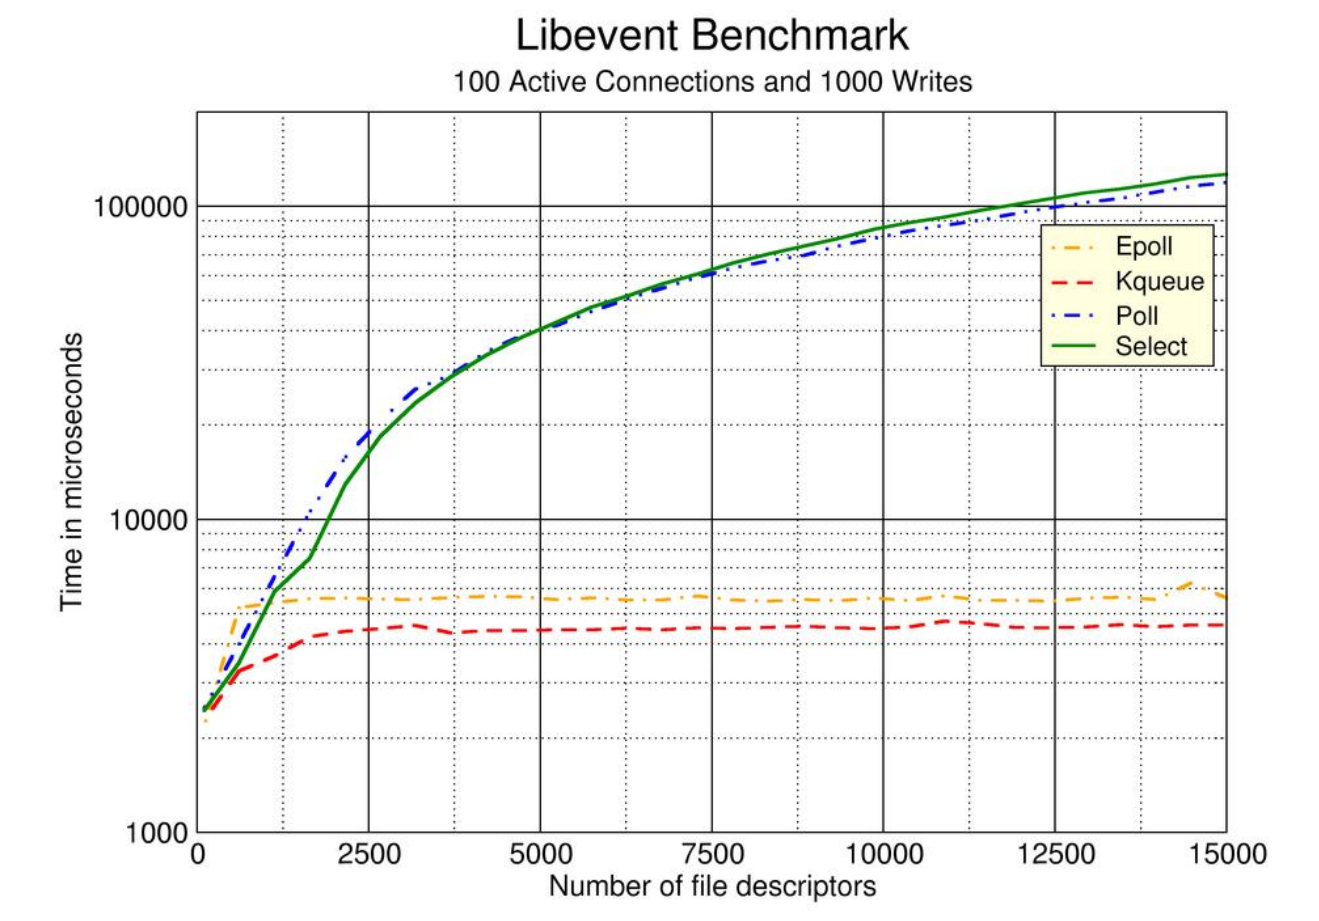 Libevent Benchmark
100 Active Connections and 1000 Writes
Time in microseconds
100000
10000
1000
Epoll
Kqueue
Poll
Select
0 2500 5000 7500 10000 12500 15000
Number of file descriptors